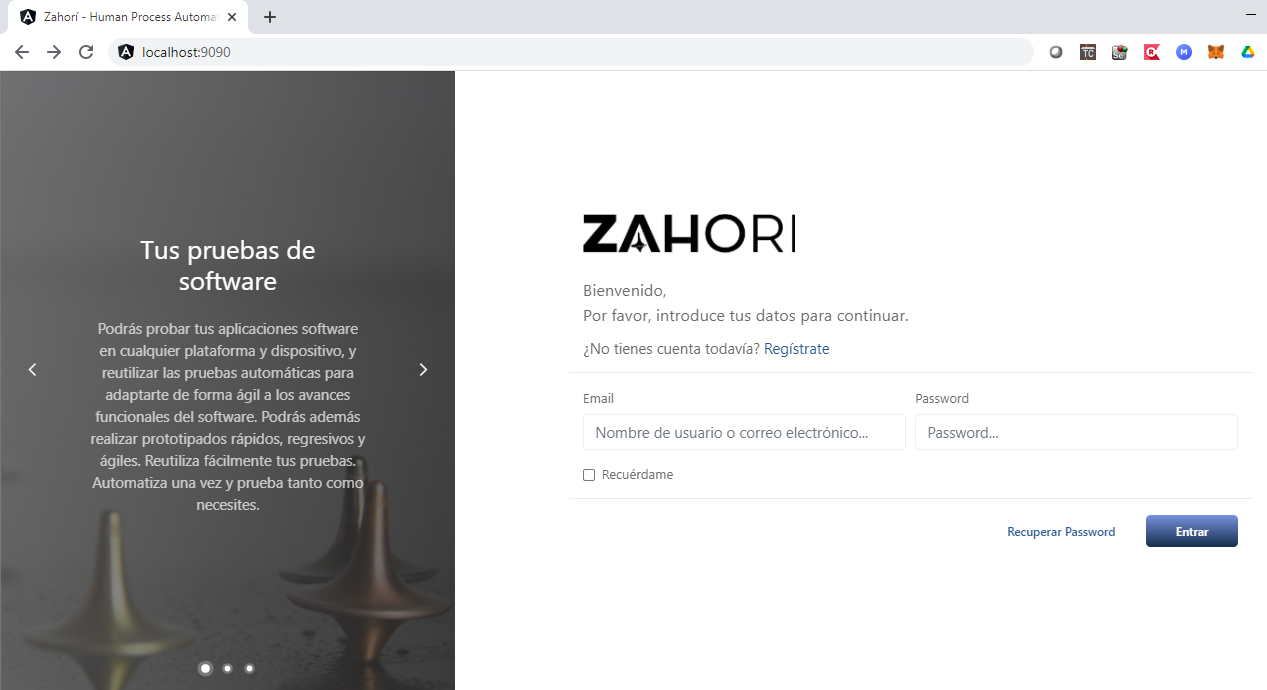 Zahorí - Human Process Automat
localhost:9090
Tus pruebas de
software
Podrás probar tus aplicaciones software
en cualquier plataforma y dispositivo, y
reutilizar las pruebas automáticas para
adaptarte de forma ágil a los avances
funcionales del software. Podrás además
realizar prototipados rápidos, regresivos y
ágiles. Reutiliza fácilmente tus pruebas.
Automatiza una vez y prueba tanto como
necesites.
ZAHORI
Bienvenido,
Por favor, introduce tus datos para continuar.
¿No tienes cuenta todavía? Regístrate
Email
Password
Nombre de usuario o correo electrónico...
Password...
Recuérdame
Recuperar Password
Entrar